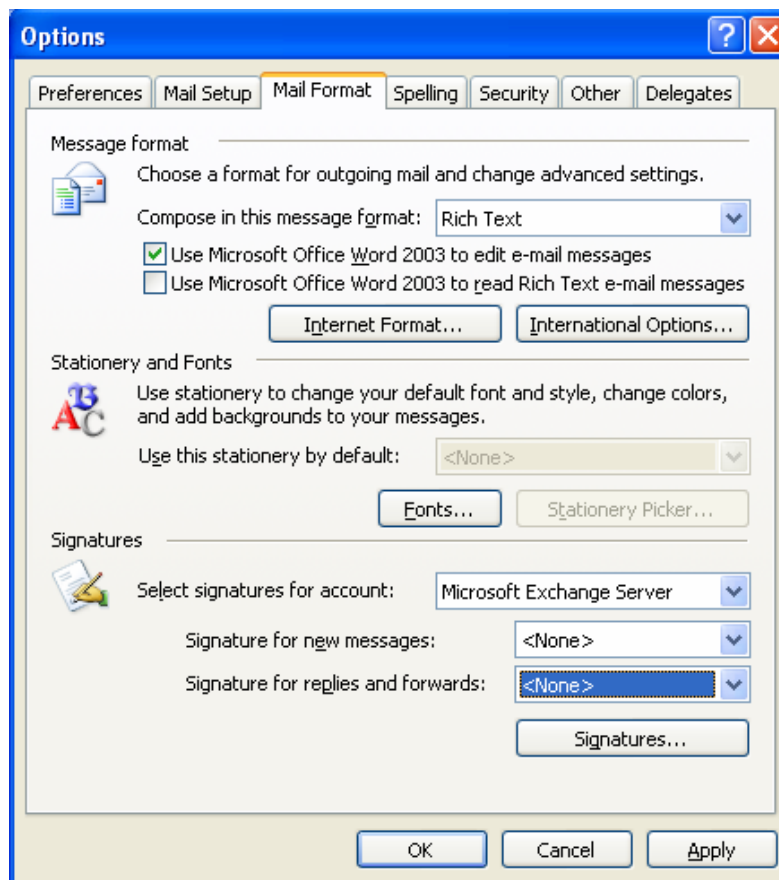 Options
Preferences Mail Setup Mail Format Spelling Security Other Delegates
Message format
Choose a format for outgoing mail and change advanced settings.
Compose in this message format: Rich Text
Use Microsoft Office Word 2003 to edit e-mail messages
Use Microsoft Office Word 2003 to read Rich Text e-mail messages
Internet Format... International Options...
Stationery and Fonts
Use stationery to change your default font and style, change colors,
and add backgrounds to your messages.
Use this stationery by default: <None>
Fonts... Stationery Picker...
Signatures
Select signatures for account: Microsoft Exchange Server
Signature for new messages: <None>
Signature for replies and forwards: <None>
Signatures...
OK Cancel Apply